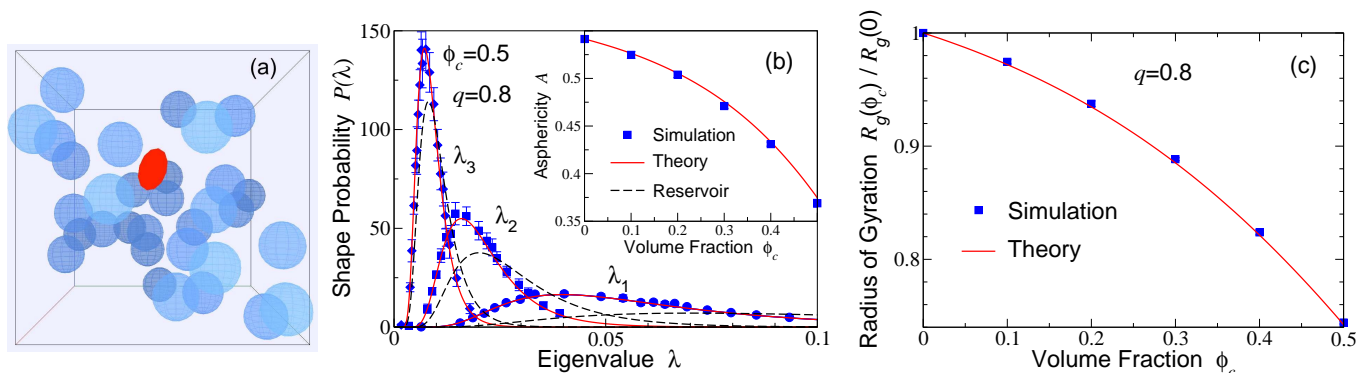 (a)
Shape Probability P(λ)
150
100
50
0
ϕc=0.5
q=0.8
λ3
λ2
λ1
0
0.05
0.1
Eigenvalue λ
(b)
Asphericity A
0.5
0.45
0.4
0.35
Simulation
Theory
Reservoir
0 0.1 0.2 0.3 0.4
Volume Fraction ϕc
(c)
Radius of Gyration Rg(ϕc) / Rg(0)
1
0.9
0.8
q=0.8
Simulation
Theory
0 0.1 0.2 0.3 0.4 0.5
Volume Fraction ϕc